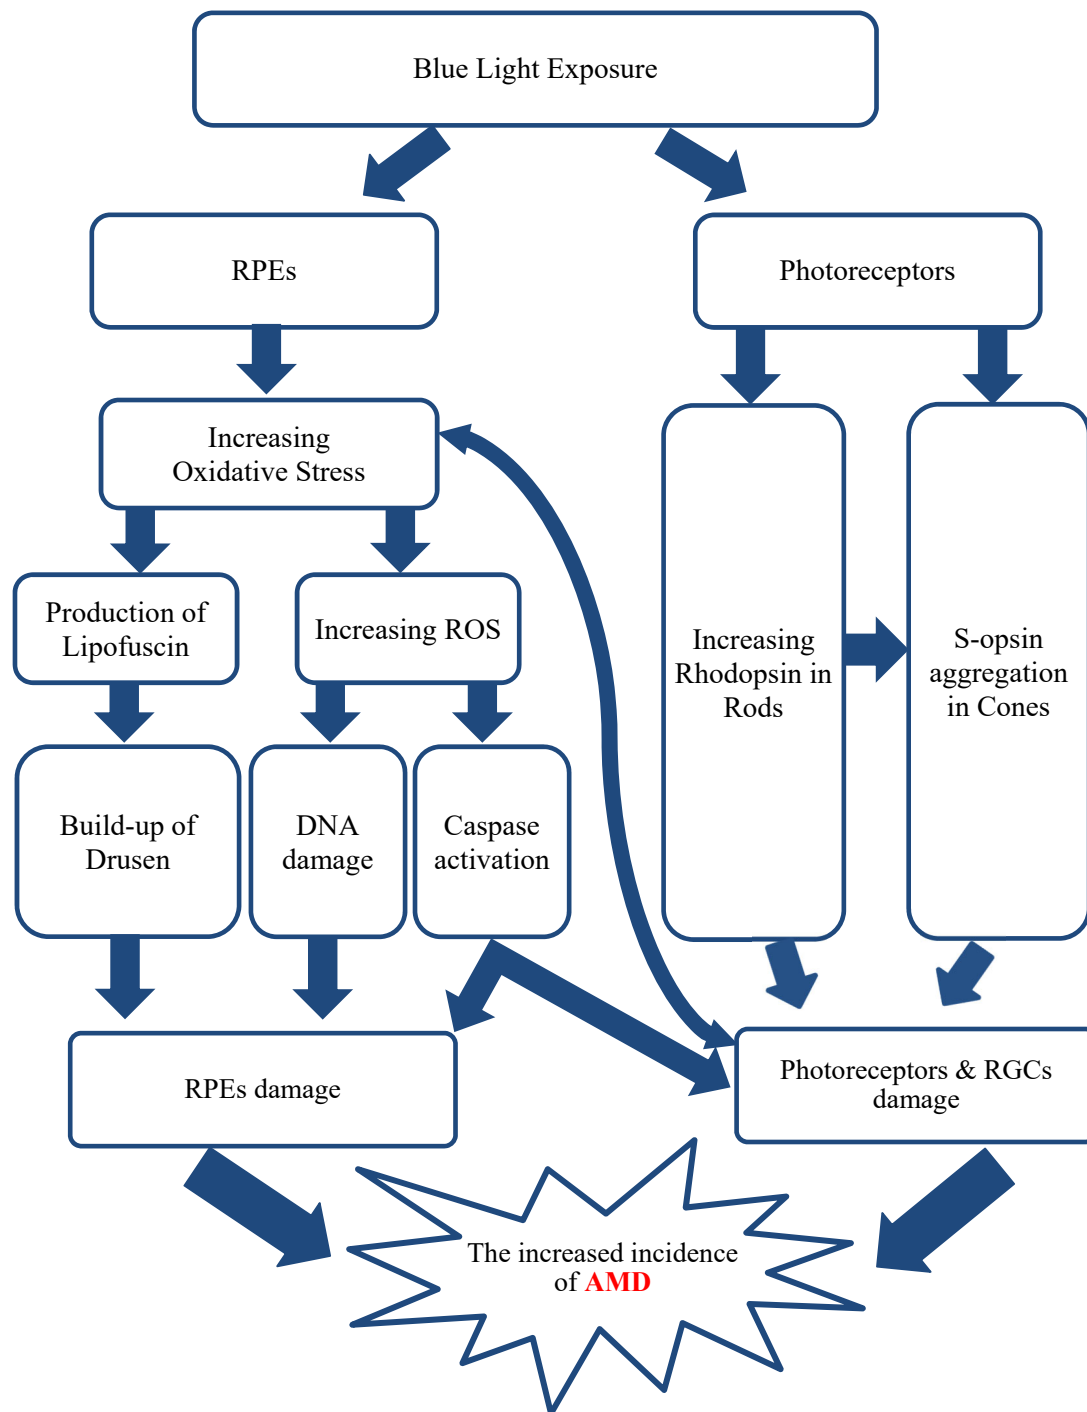 Blue Light Exposure
RPEs
Photoreceptors
Increasing
Oxidative Stress
Production of
Lipofuscin
Increasing ROS
Increasing
Rhodopsin in
Rods
S-opsin
aggregation
in Cones
Build-up of
Drusen
DNA
damage
Caspase
activation
RPEs damage
Photoreceptors & RGCs
damage
The increased incidence
of AMD